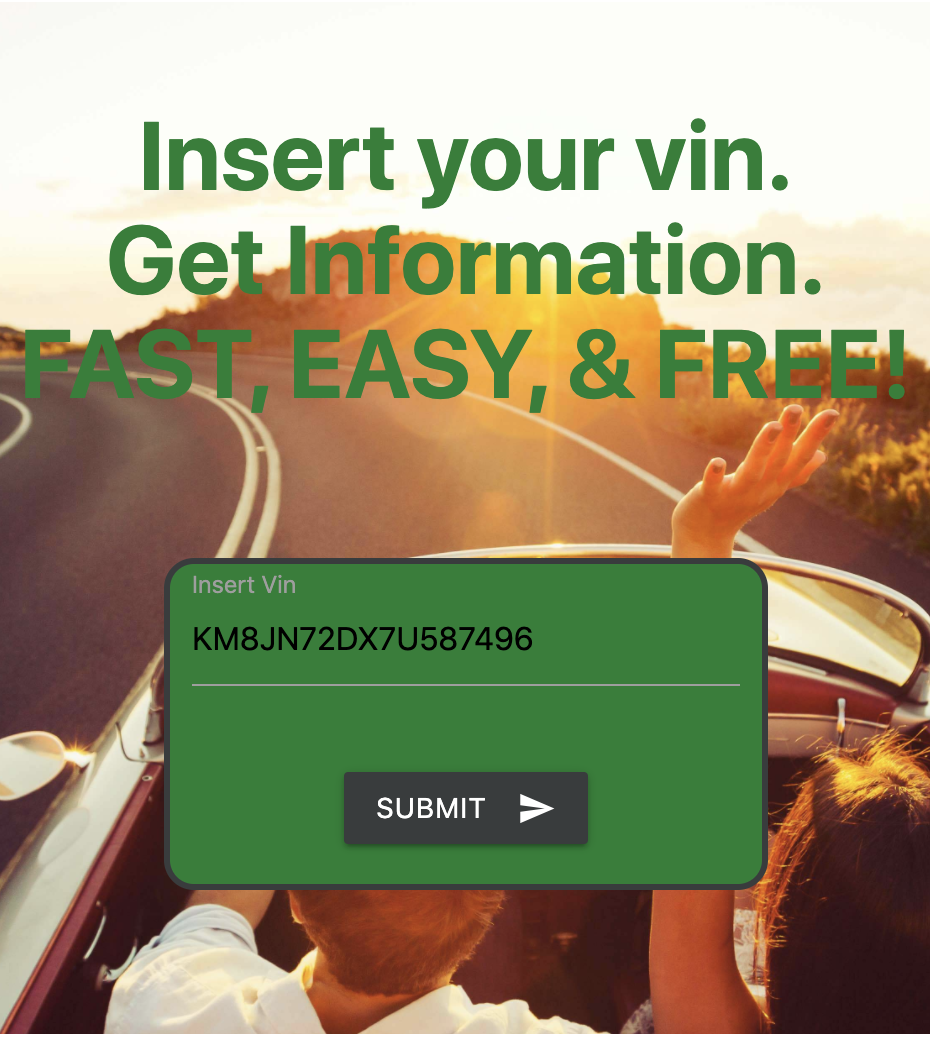 Insert your vin.
Get Information.
FAST, EASY, & FREE!
Insert Vin
KM8JN72DX7U587496
SUBMIT